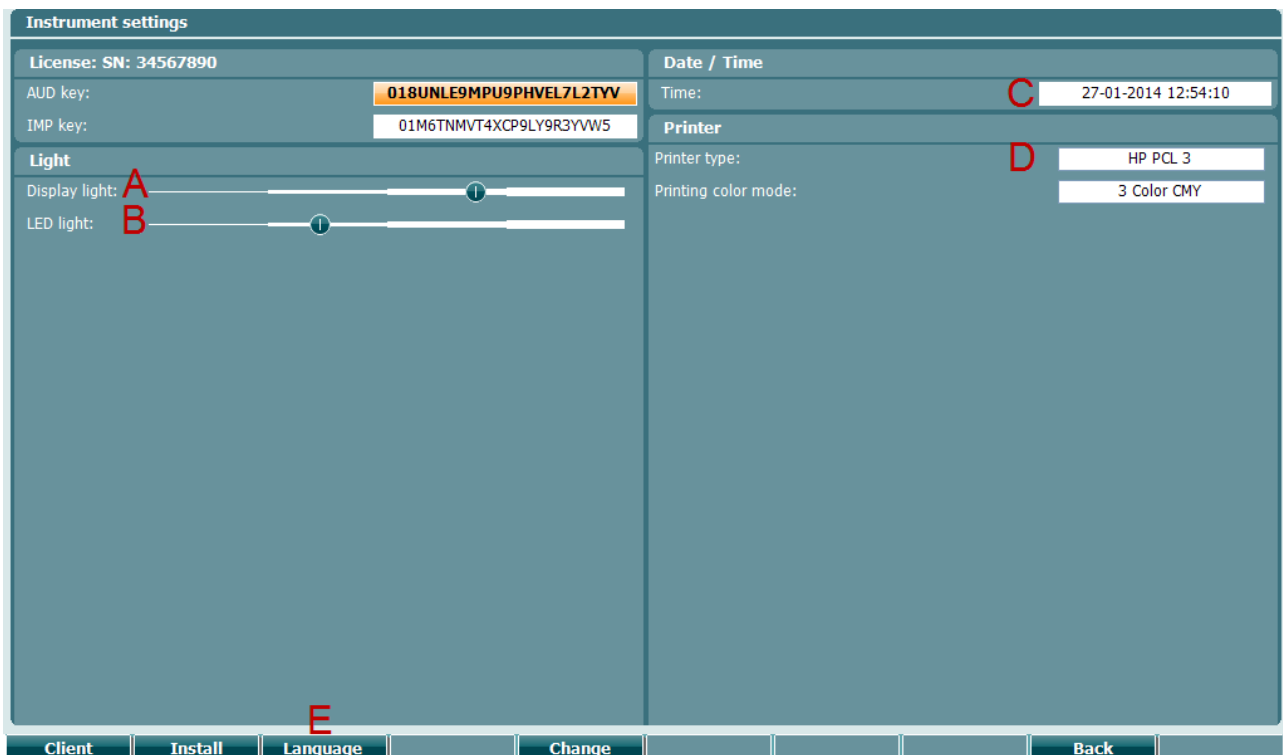 Instrument settings
License: SN: 34567890
AUD key: 018UNLE9MPU9PHVEL7L2TYV
IMP key: 01M6TNMVT4XCP9LY9R3YVW5
Light
Display light: A
LED light: B
Date / Time
Time: C 27-01-2014 12:54:10
Printer
Printer type: D HP PCL 3
Printing color mode: 3 Color CMY
E
Client Install Language Change Back